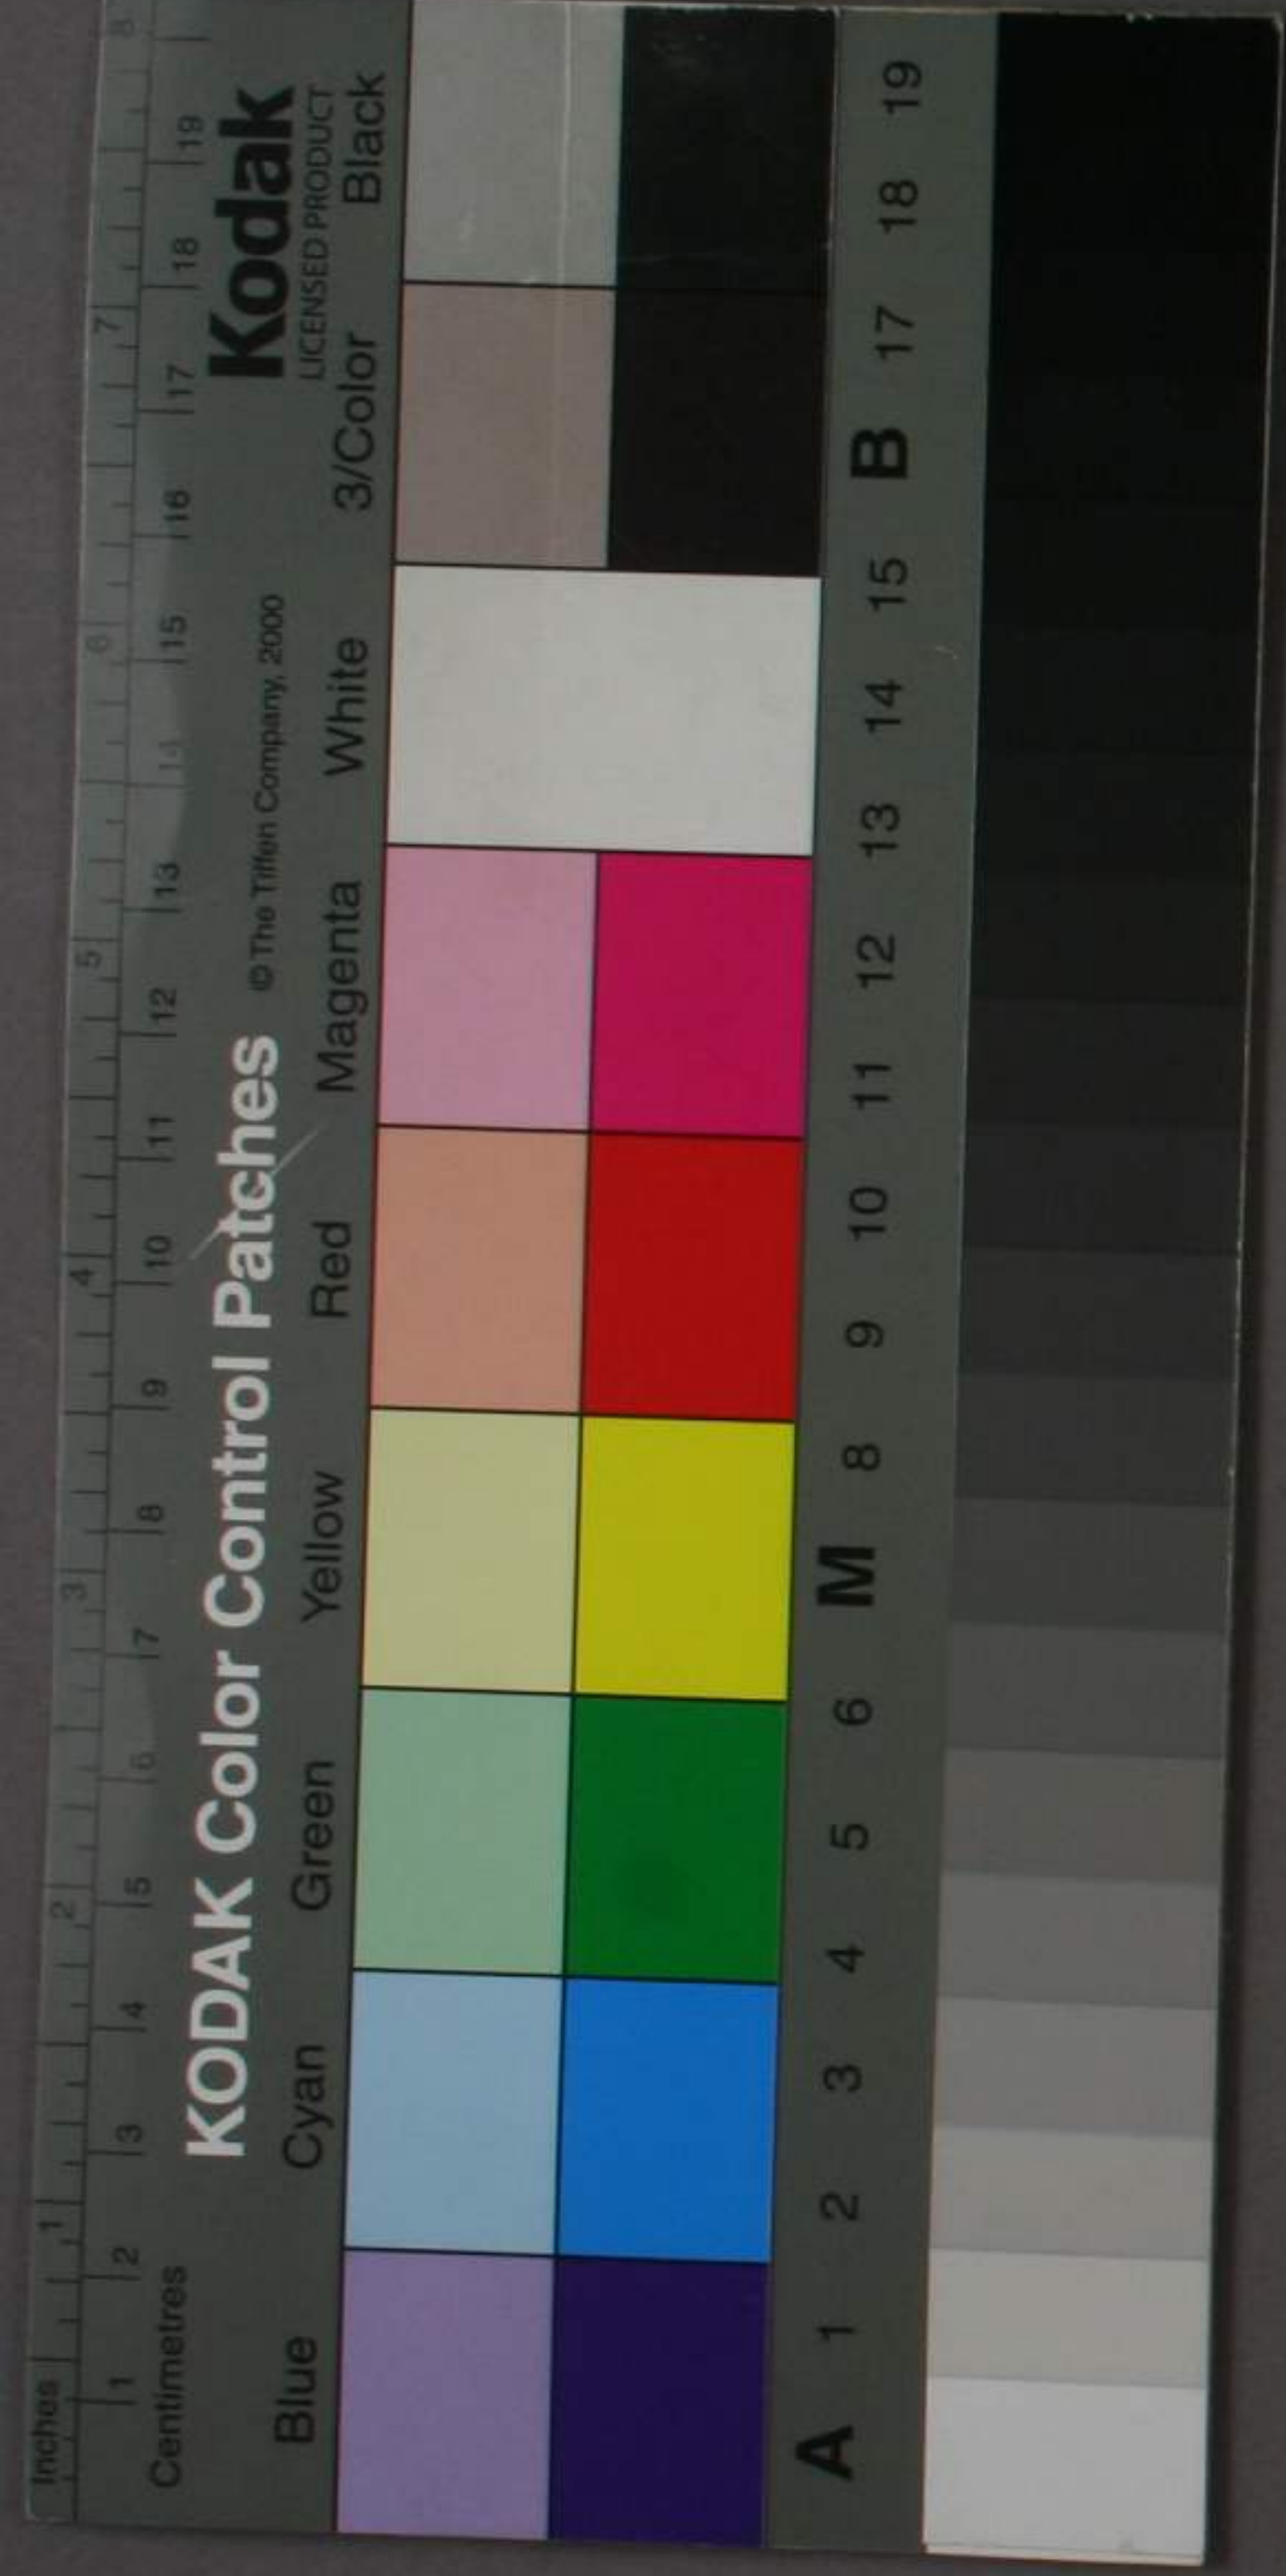 Inches 1 2 3 4 5 6 7 8
Centimetres 1 2 3 4 5 6 7 8 9 10 11 12 13 14 15 16 17 18 19
KODAK Color Control Patches © The Tiffen Company, 2000 Kodak
LICENSED PRODUCT
Blue Cyan Green Yellow Red Magenta White 3/Color Black
A 1 2 3 4 5 6 M 8 9 10 11 12 13 14 15 B 17 18 19